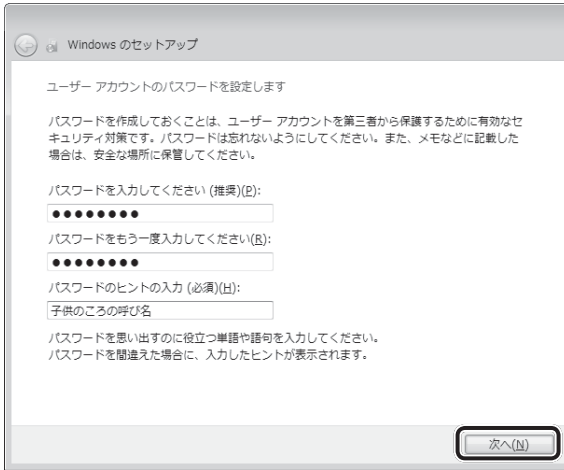 Windows のセットアップ
ユーザー アカウントのパスワードを設定します
パスワードを作成しておくことは、ユーザー アカウントを第三者から保護するために有効なセ
キュリティ対策です。パスワードは忘れないようにしてください。また、メモなどに記載した
場合は、安全な場所に保管してください。
パスワードを入力してください (推奨)(P):
●●●●●●●●
パスワードをもう一度入力してください(R):
●●●●●●●●
パスワードのヒントの入力 (必須)(H):
子供のころの呼び名
パスワードを思い出すのに役立つ単語や語句を入力してください。
パスワードを間違えた場合に、入力したヒントが表示されます。
次へ(N)